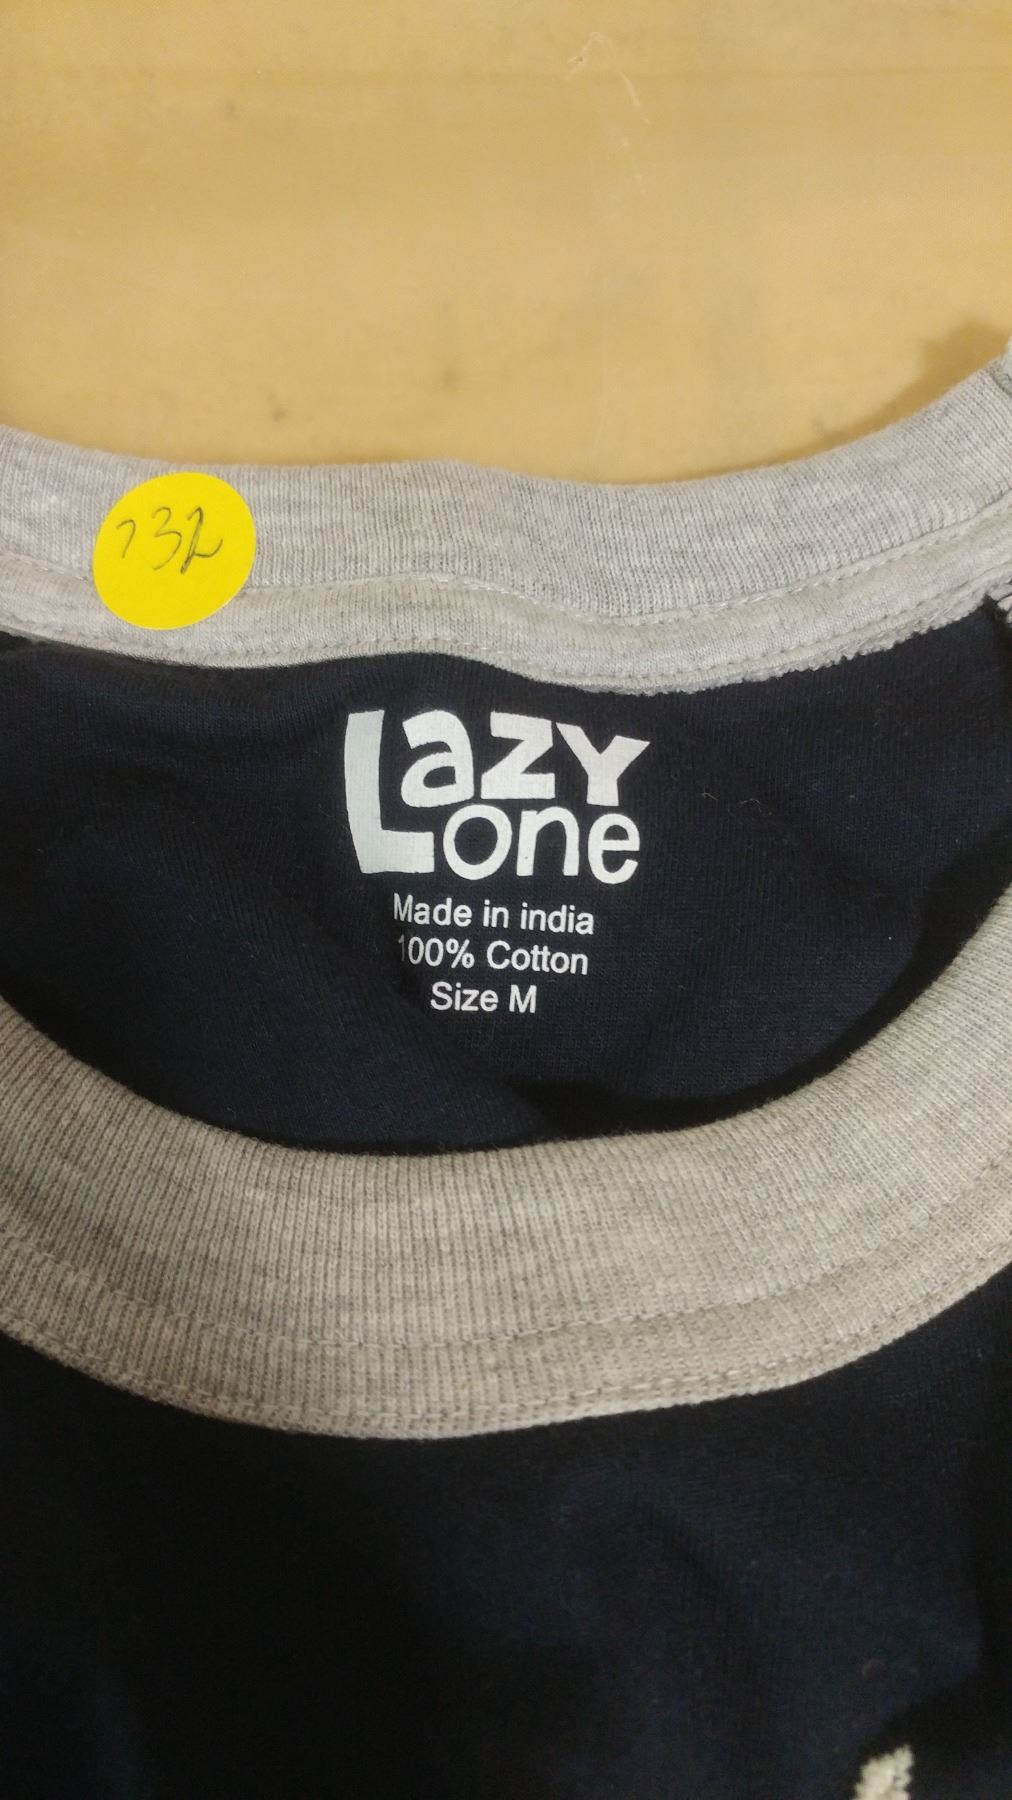 732
Lazy
one
Made in india
100% Cotton
Size M